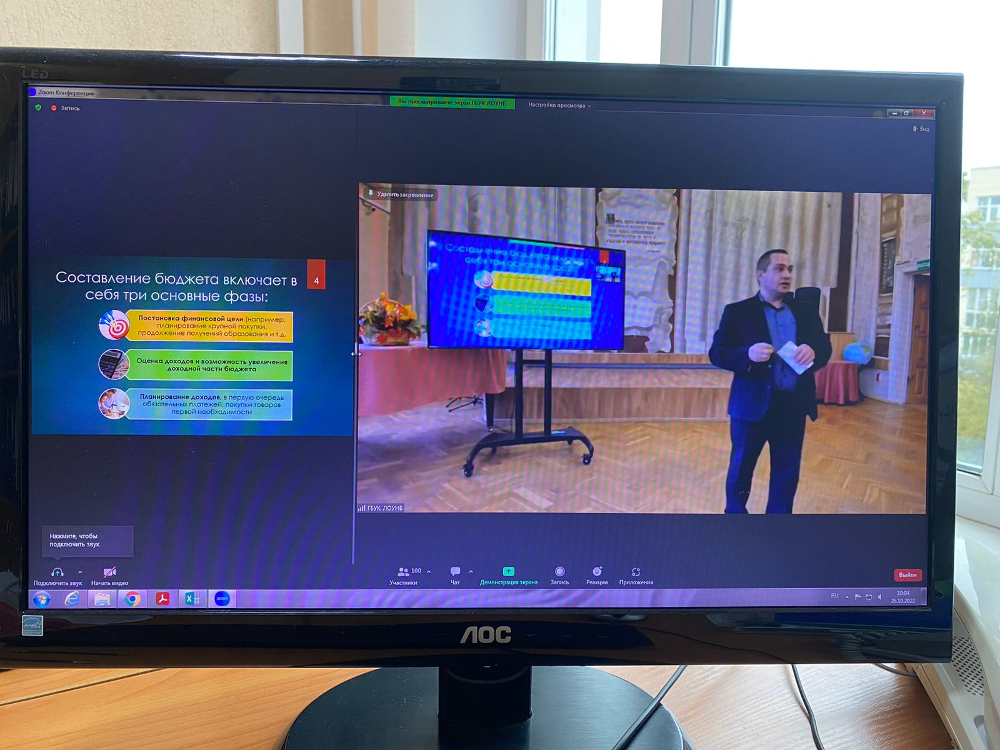 LED
Zoom Конференция
Вы просматриваете экран ГБУК ЛОУНБ
Настройки просмотра
Запись
Вид
Удалить закрепление
Составление бюджета включает в
себя три основные фазы:
4
Постановка финансовой цели (например,
планирование крупной покупки,
продолжение получений образования и т.д.
Оценка доходов и возможность увеличения
доходной части бюджета
Планирование доходов, в первую очередь
обязательных платежей, покупки товаров
первой необходимости
Составление бюджета включает в
себя три основные фазы:
ГБУК ЛОУНБ
Нажмите, чтобы
подключить звук
Подключить звук
Начать видео
100
Участники
Чат
Демонстрация экрана
Запись
Реакции
Приложения
Выйти
zoom
RU
10:04
26.10.2022
AOC
ENERGY STAR